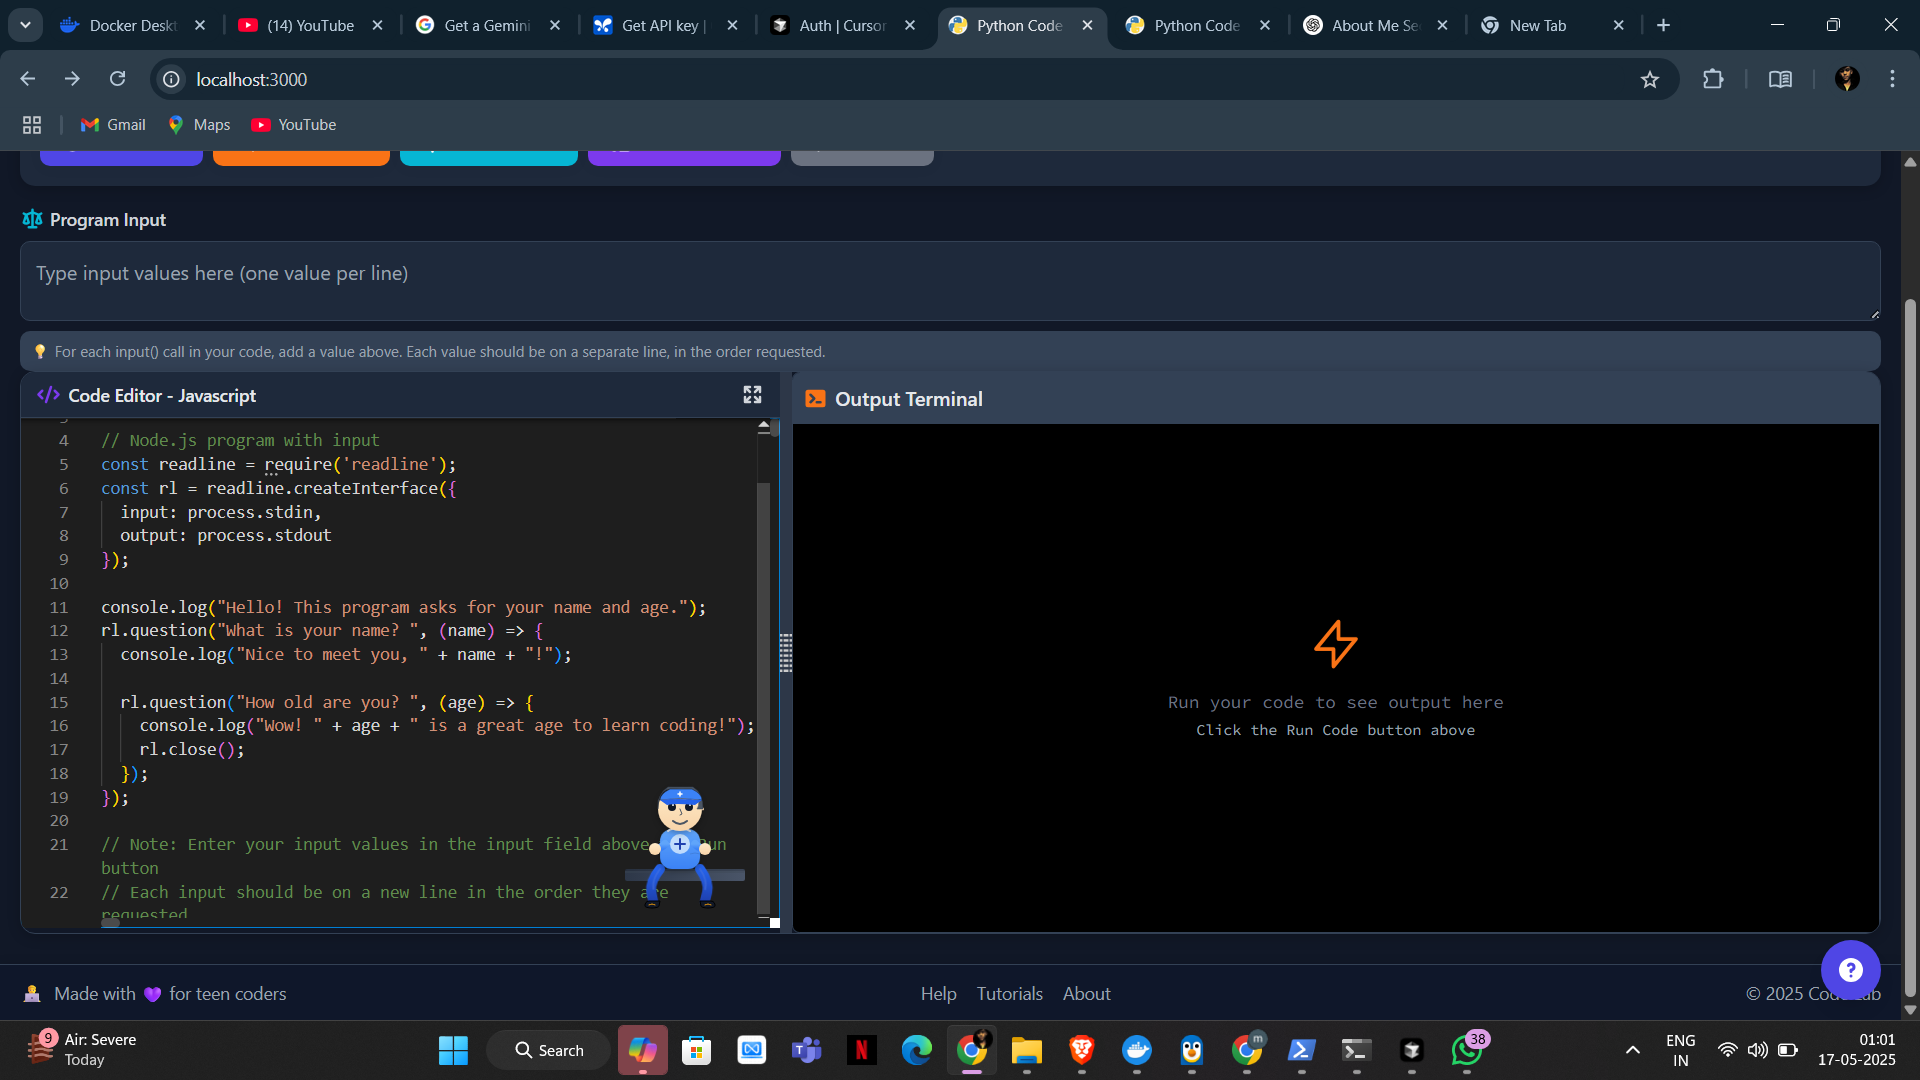 Docker Deskt
(14) YouTube
Get a Gemini
Get API key |
Auth | Cursor
Python Code
Python Code
About Me Se
New Tab
localhost:3000
Gmail
Maps
YouTube
Program Input
Type input values here (one value per line)
For each input() call in your code, add a value above. Each value should be on a separate line, in the order requested.
Code Editor - Javascript
Output Terminal
4 // Node.js program with input
5 const readline = require('readline');
6 const rl = readline.createInterface({
7 input: process.stdin,
8 output: process.stdout
9 });
10
11 console.log("Hello! This program asks for your name and age.");
12 rl.question("What is your name? ", (name) => {
13 console.log("Nice to meet you, " + name + "!");
14
15 rl.question("How old are you? ", (age) => {
16 console.log("Wow! " + age + " is a great age to learn coding!");
17 rl.close();
18 });
19 });
20
21 // Note: Enter your input values in the input field above
button
22 // Each input should be on a new line in the order they are
requested
Run your code to see output here
Click the Run Code button above
Made with 💜 for teen coders
Help
Tutorials
About
© 2025 Code Lab
9
Air: Severe
Today
Search
m
38
ENG
IN
01:01
17-05-2025